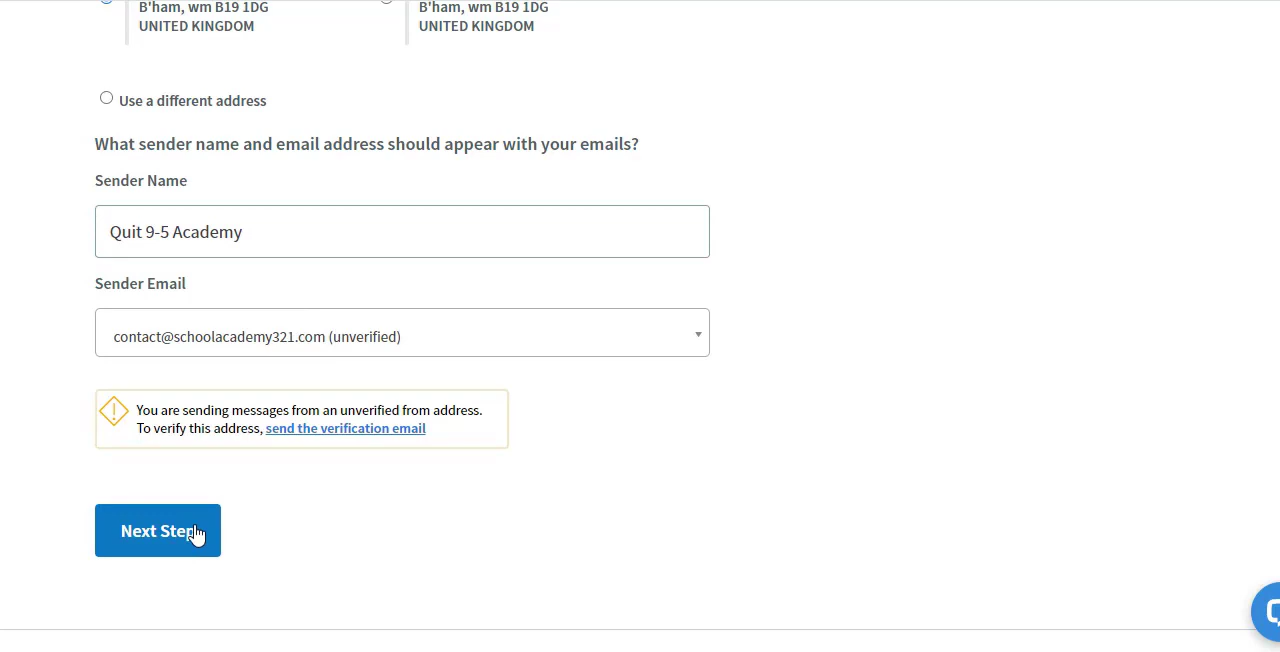 B'ham, wm B19 1DG
UNITED KINGDOM
B'ham, wm B19 1DG
UNITED KINGDOM
Use a different address
What sender name and email address should appear with your emails?
Sender Name
Quit 9-5 Academy
Sender Email
contact@schoolacademy321.com (unverified)
You are sending messages from an unverified from address.
To verify this address, send the verification email
Next Step